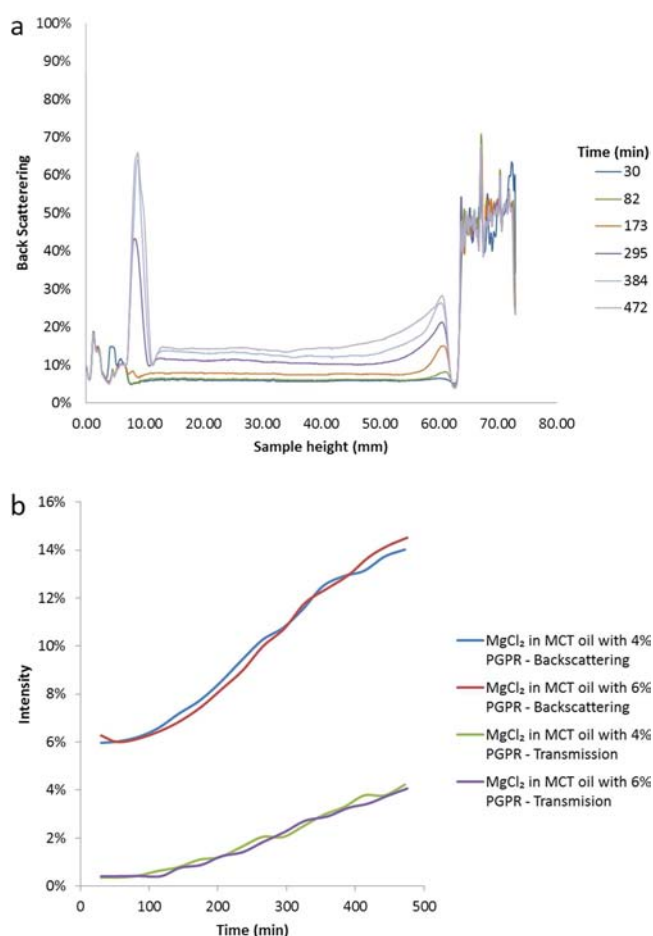 a
100%
90%
80%
70%
60%
50%
40%
30%
20%
10%
0%
Back Scatterering
0.00 10.00 20.00 30.00 40.00 50.00 60.00 70.00 80.00
Sample height (mm)
Time (min)
30
82
173
295
384
472
b
16%
14%
12%
10%
8%
6%
4%
2%
0%
Intensity
0 100 200 300 400 500
Time (min)
MgCl₂ in MCT oil with 4%
PGPR - Backscattering
MgCl₂ in MCT oil with 6%
PGPR - Backscattering
MgCl₂ in MCT oil with 4%
PGPR - Transmission
MgCl₂ in MCT oil with 6%
PGPR - Transmision